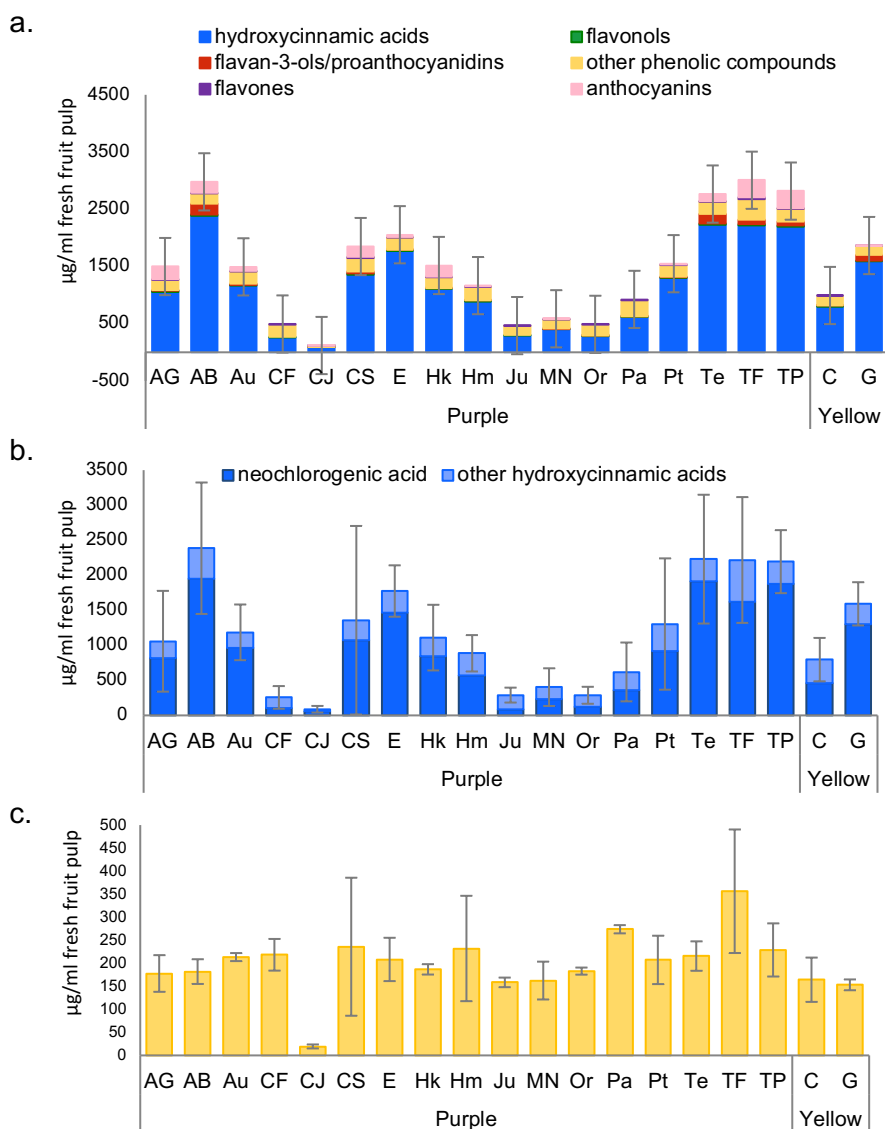 a.
hydroxycinnamic acids flavonols
flavan-3-ols/proanthocyanidins other phenolic compounds
flavones anthocyanins
µg/ml fresh fruit pulp
4500
3500
2500
1500
500
-500
AG AB Au CF CJ CS E Hk Hm Ju MN Or Pa Pt Te TF TP C G
Purple Yellow
b.
neochlorogenic acid other hydroxycinnamic acids
µg/ml fresh fruit pulp
3500
3000
2500
2000
1500
1000
500
0
AG AB Au CF CJ CS E Hk Hm Ju MN Or Pa Pt Te TF TP C G
Purple Yellow
c.
µg/ml fresh fruit pulp
500
450
400
350
300
250
200
150
100
50
0
AG AB Au CF CJ CS E Hk Hm Ju MN Or Pa Pt Te TF TP C G
Purple Yellow